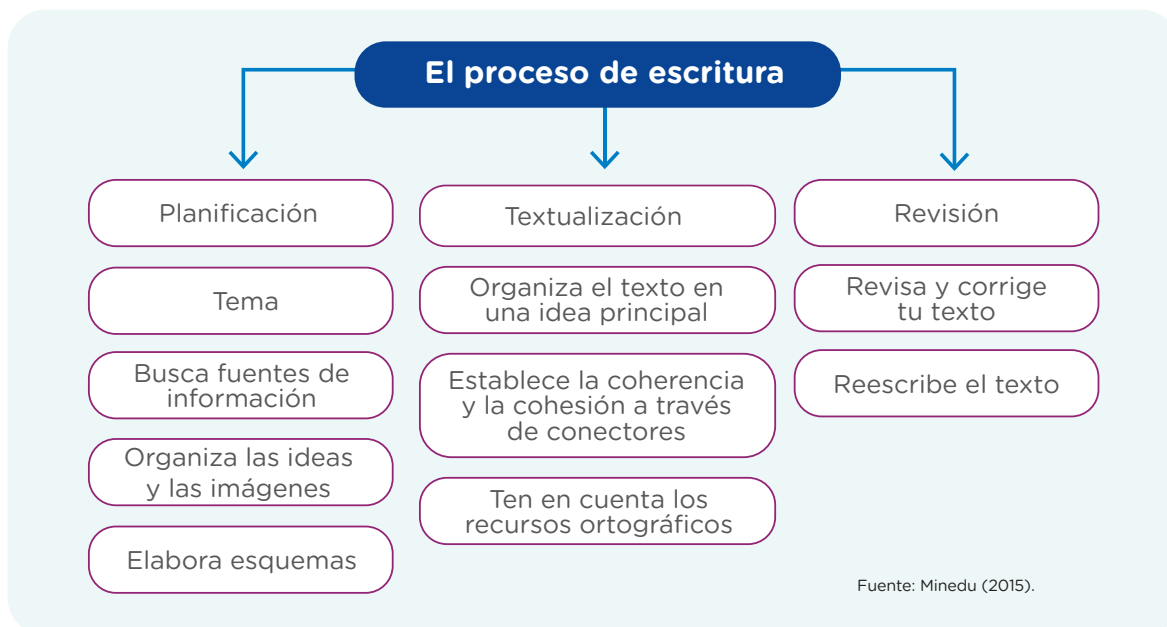 El proceso de escritura
Planificación
Tema
Busca fuentes de
información
Organiza las ideas
y las imágenes
Elabora esquemas
Textualización
Organiza el texto en
una idea principal
Establece la coherencia
y la cohesión a través
de conectores
Ten en cuenta los
recursos ortográficos
Revisión
Revisa y corrige
tu texto
Reescribe el texto
Fuente: Minedu (2015).